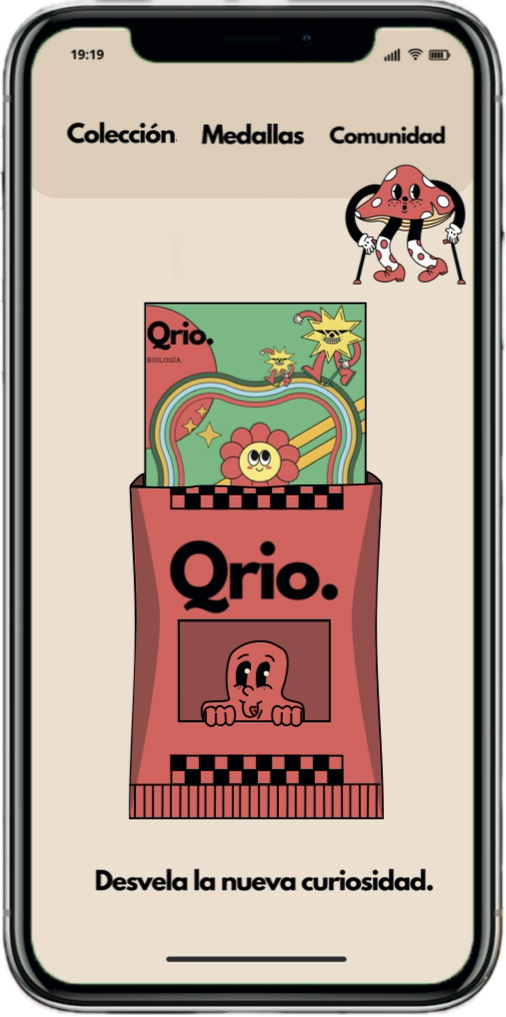 19:19
Colección Medallas Comunidad
Qrio.
BIOLOGÍA.
Qrio.
Desvela la nueva curiosidad.